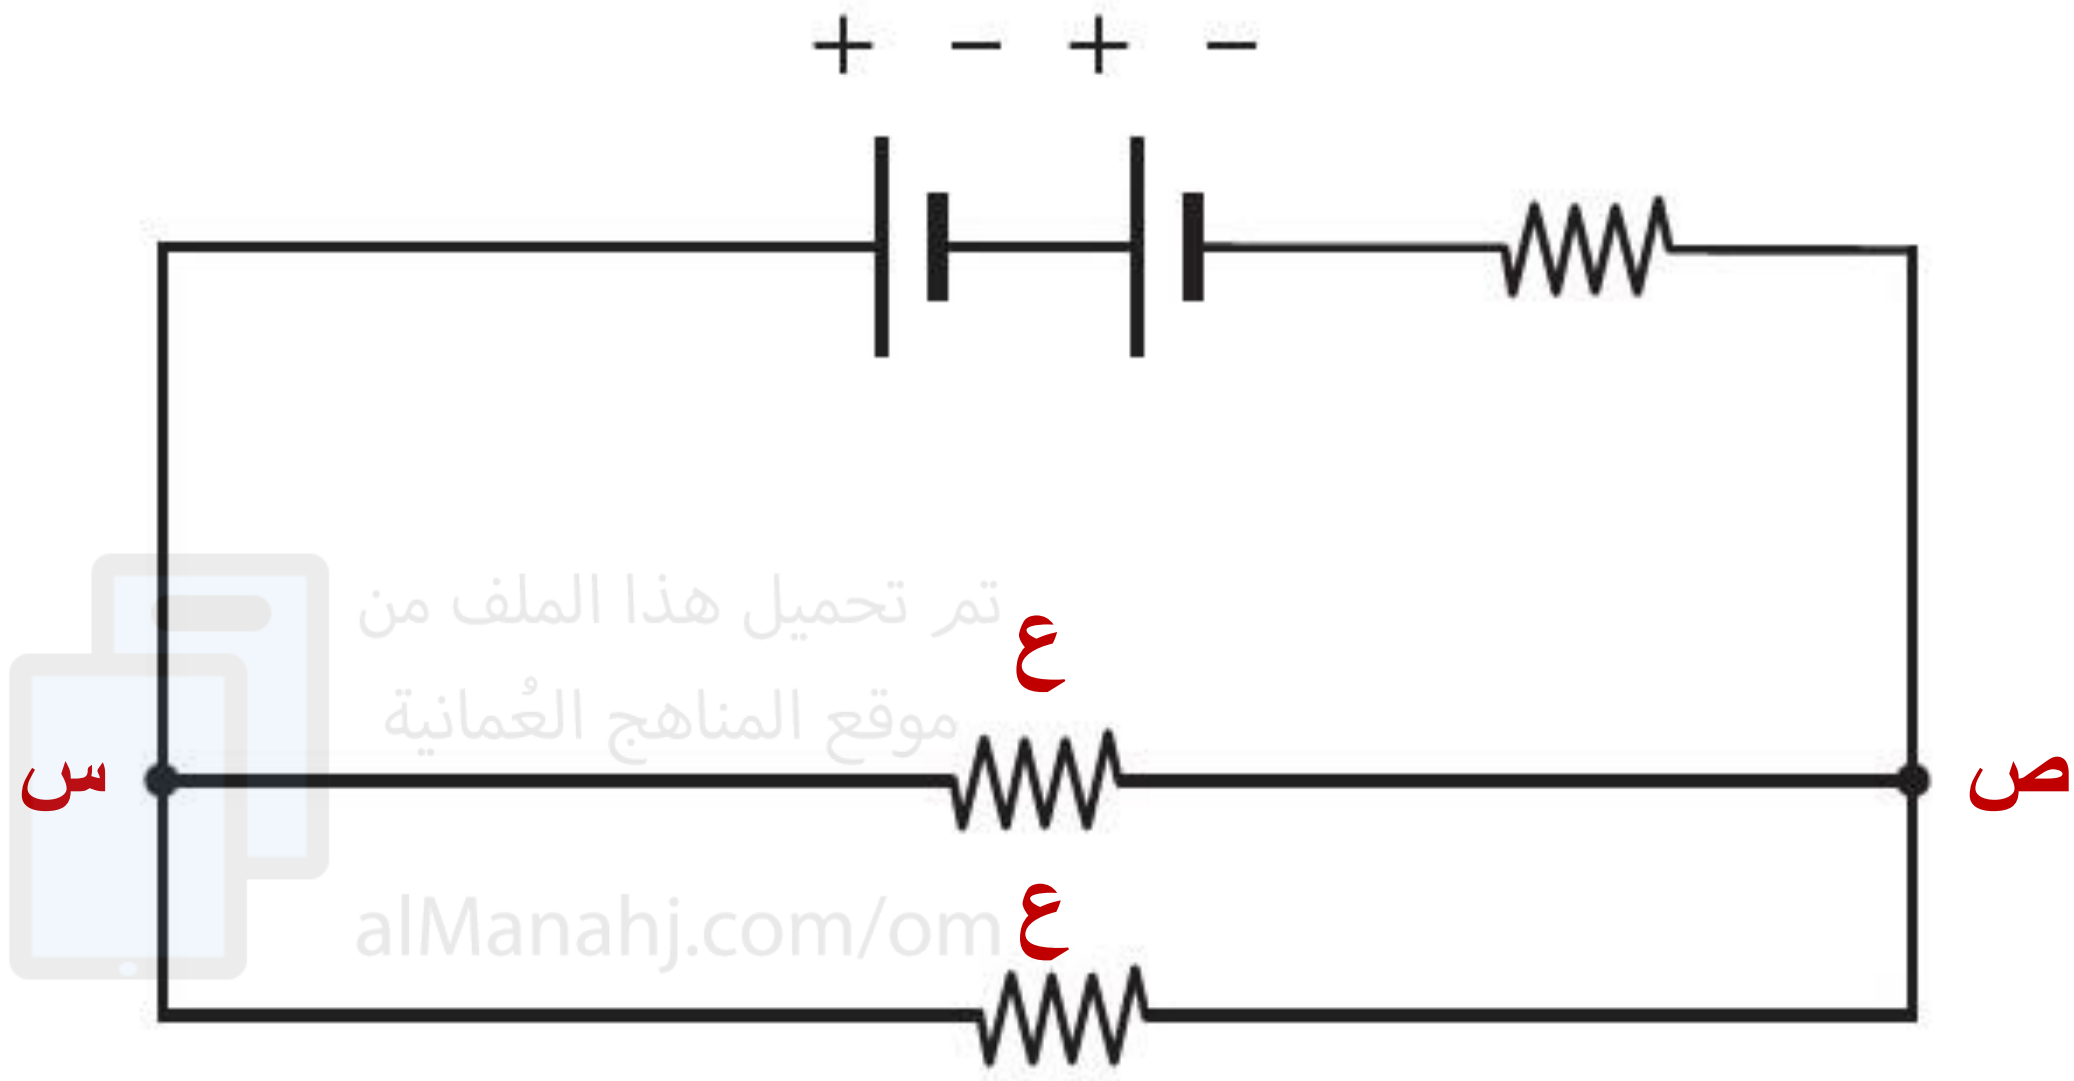 + − + −
تم تحميل هذا الملف من
ع
موقع المناهج العُمانية
س
ص
ع
alManahj.com/om